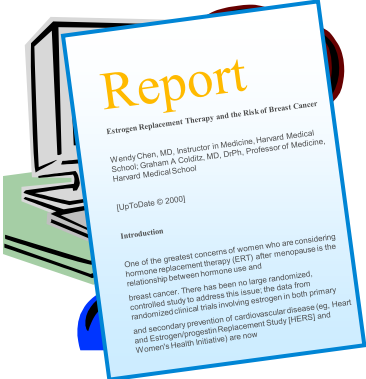 Report
Estrogen Replacement Therapy and the Risk of Breast Cancer
Wendy Chen, MD, Instructor in Medicine, Harvard Medical
School; Graham A Colditz, MD, DrPh, Professor of Medicine,
Harvard Medical School
[UpToDate © 2000]
Introduction
One of the greatest concerns of women who are considering
hormone replacement therapy (ERT) after menopause is the
relationship between hormone use and
breast cancer. There has been no large randomized,
controlled study to address this issue; the data from
randomized clinical trials involving estrogen in both primary
and secondary prevention of cardiovascular disease (eg, Heart
and Estrogen/progestin Replacement Study [HERS] and
Women's Health Initiative) are now